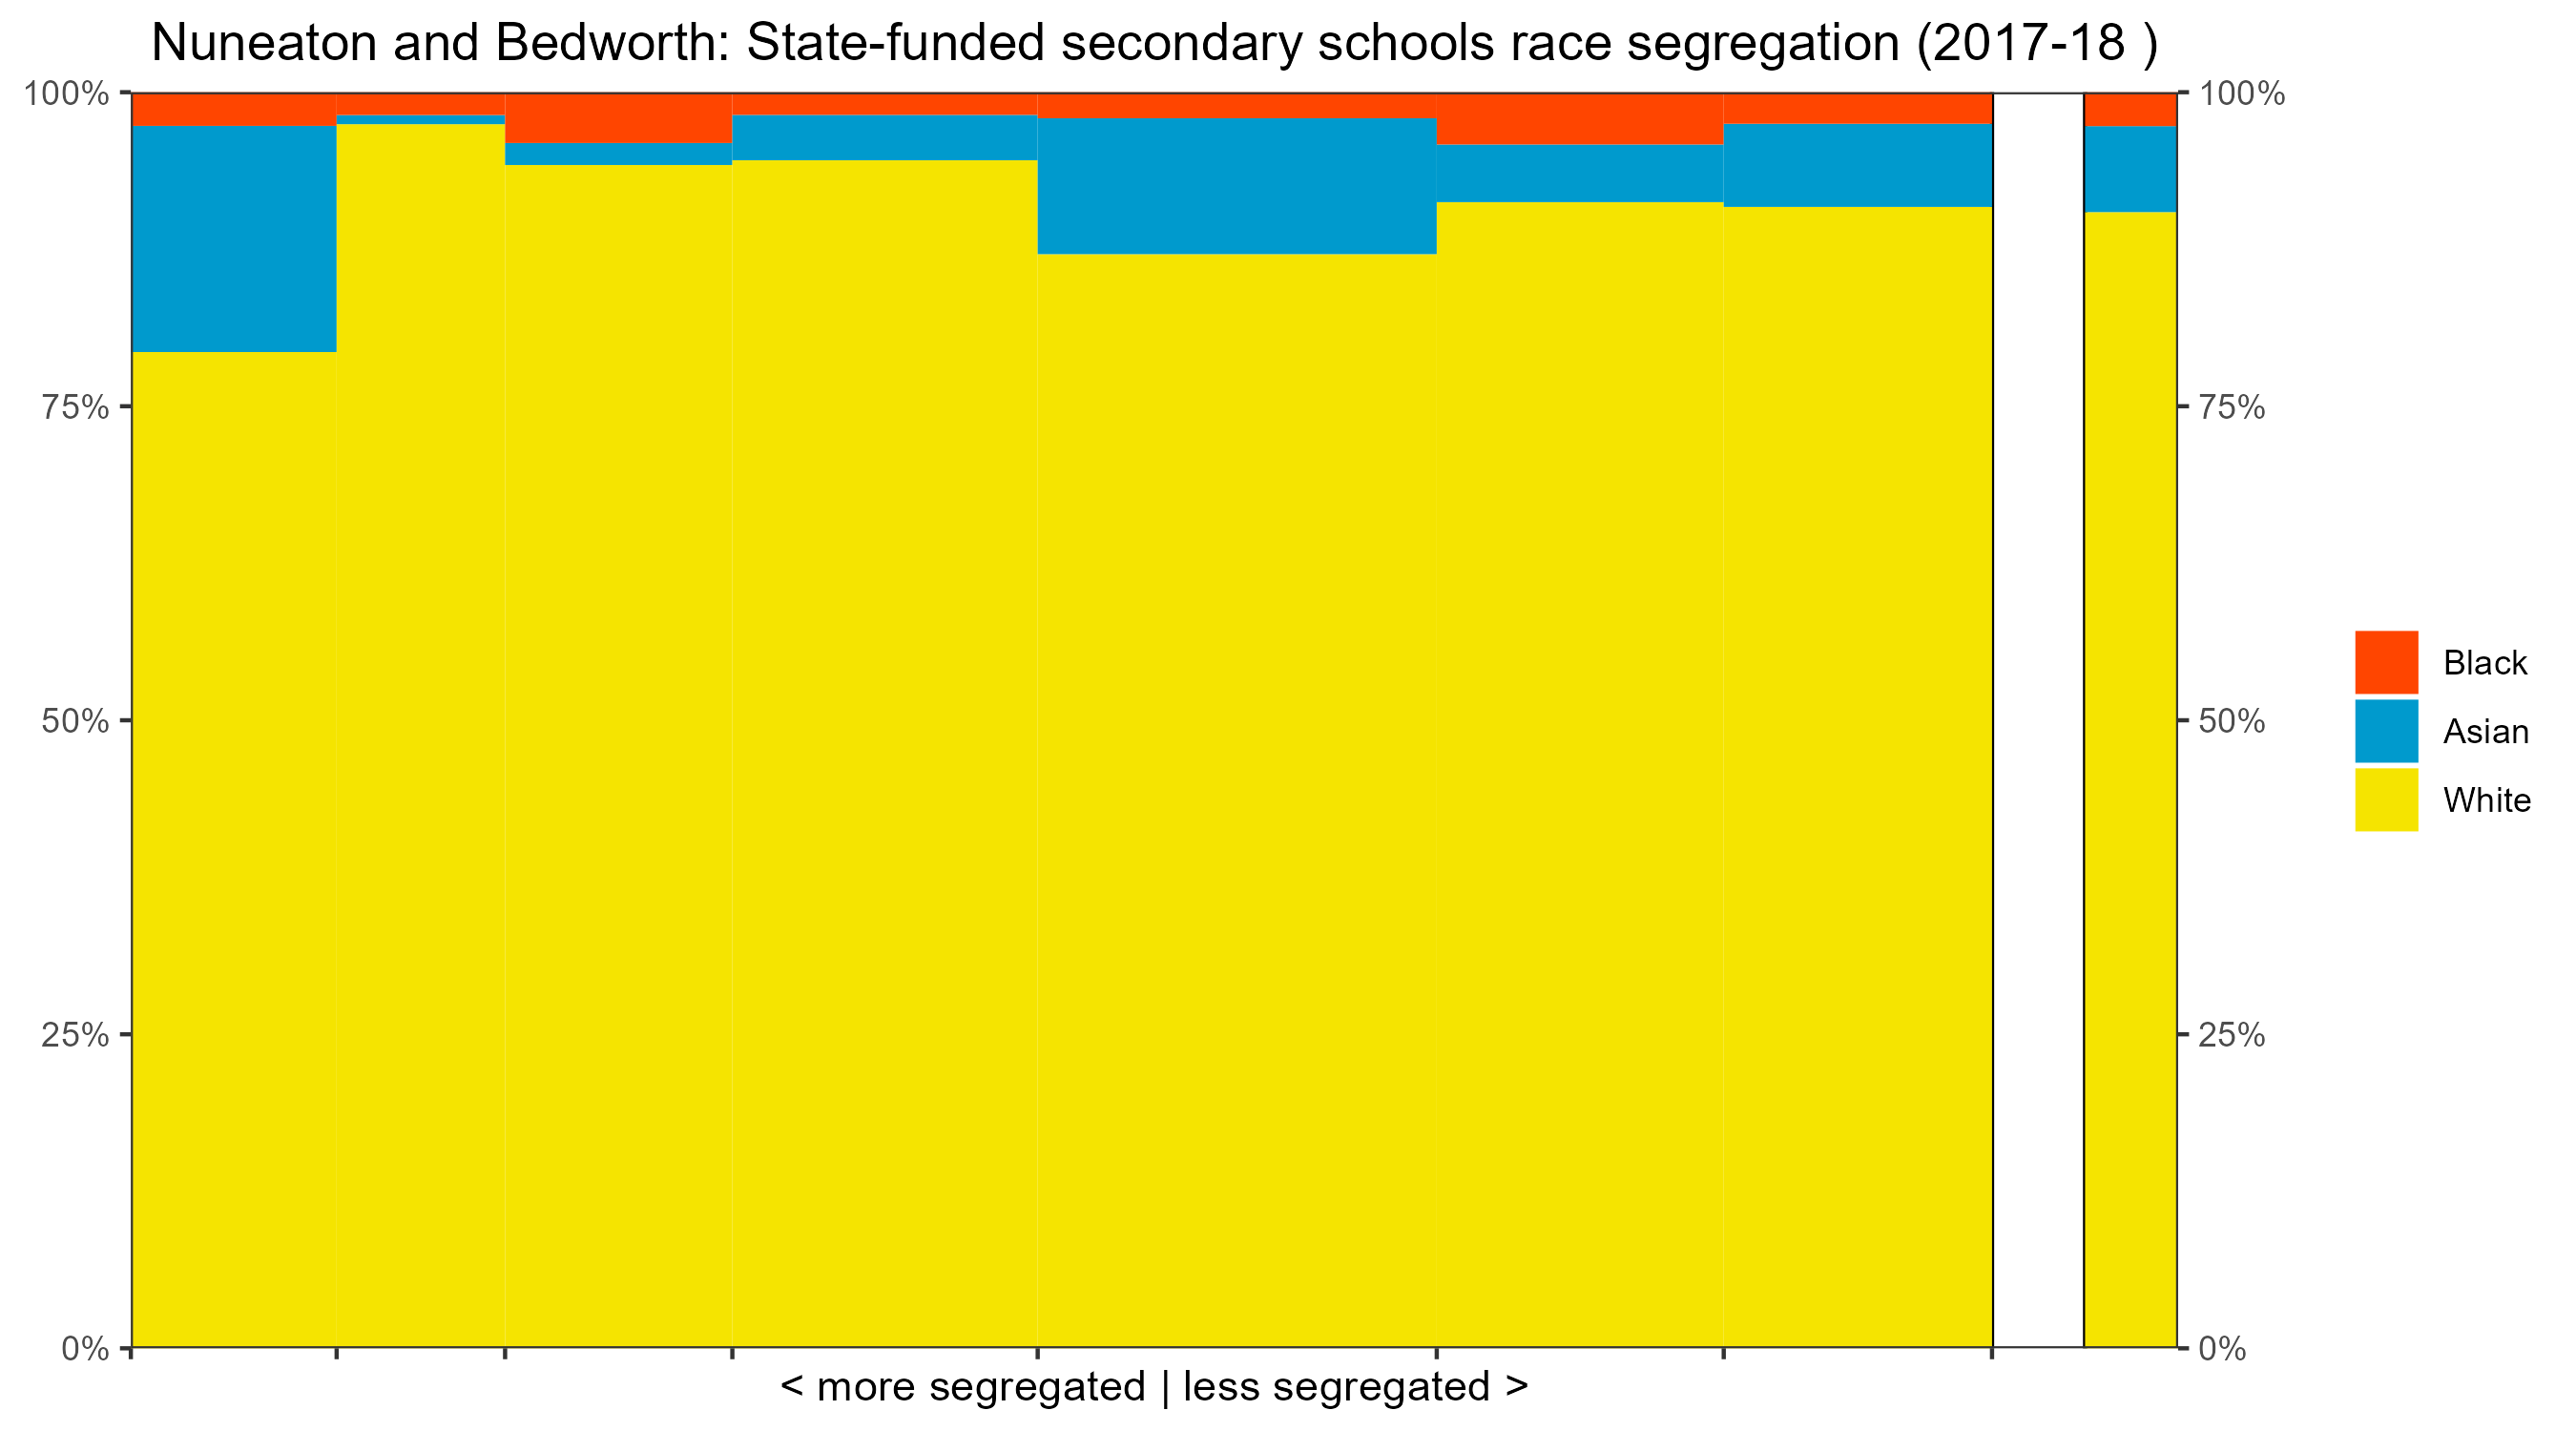 Nuneaton and Bedworth: State-funded secondary schools race segregation (2017-18 )
100%
75%
50%
25%
0%
100%
75%
50%
25%
0%
Black
Asian
White
< more segregated | less segregated >